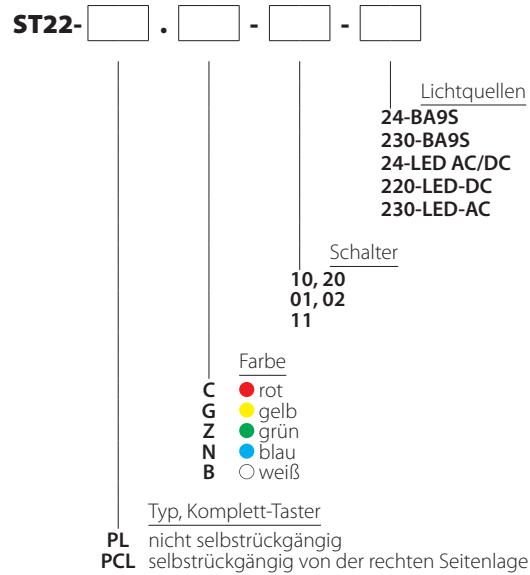 ST22- . - -
Lichtquellen
24-BA9S
230-BA9S
24-LED AC/DC
220-LED-DC
230-LED-AC
Schalter
10, 20
01, 02
11
Farbe
C rot
G gelb
Z grün
N blau
B weiß
Typ, Komplett-Taster
PL nicht selbstrückgängig
PCL selbstrückgängig von der rechten Seitenlage